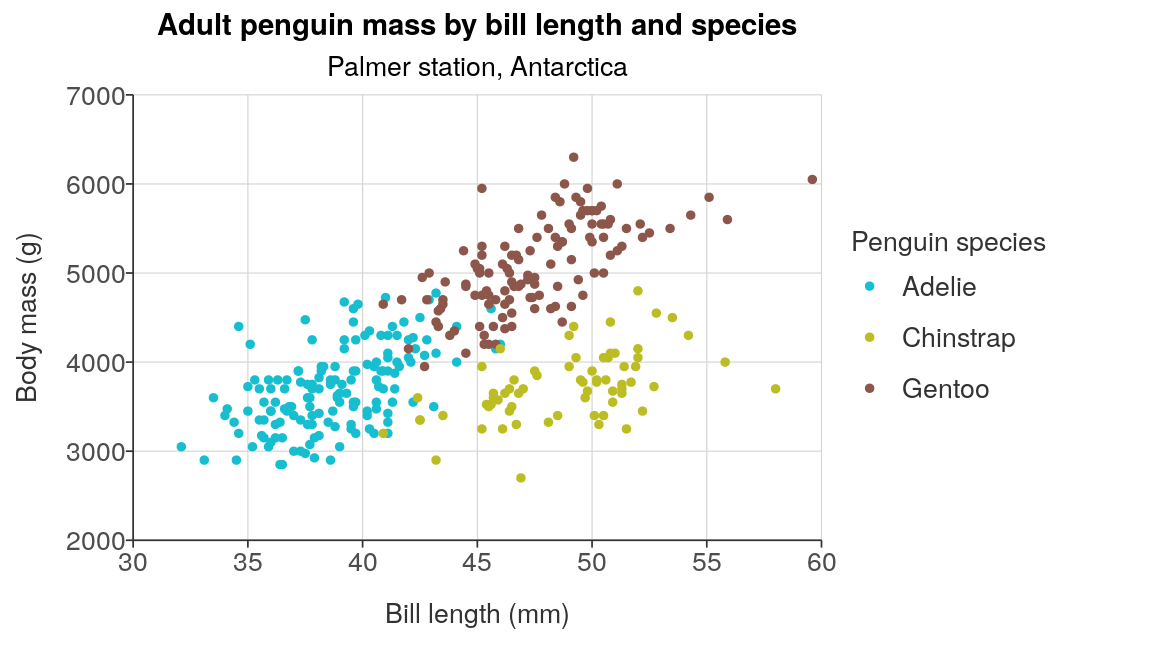 Adult penguin mass by bill length and species
Palmer station, Antarctica
7000
6000
5000
4000
3000
2000
Body mass (g)
30 35 40 45 50 55 60
Bill length (mm)
Penguin species
Adelie
Chinstrap
Gentoo